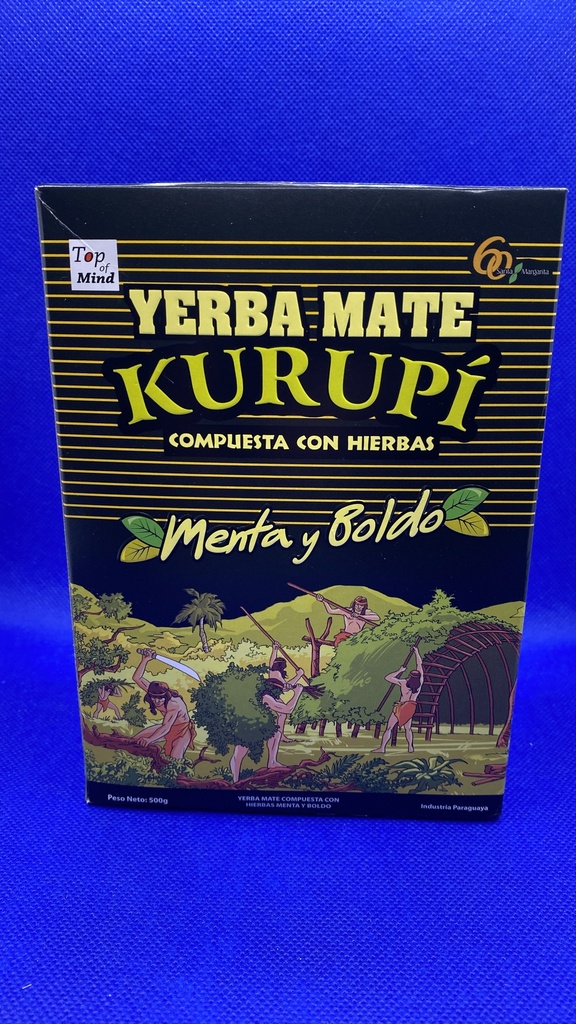 Top
of
Mind
60
Santa Margarita
YERBA MATE
KURUPÍ
COMPUESTA CON HIERBAS
Menta y Boldo
Peso Neto: 500g
YERBA MATE COMPUESTA CON
HIERBAS MENTA Y BOLDO
Industria Paraguaya